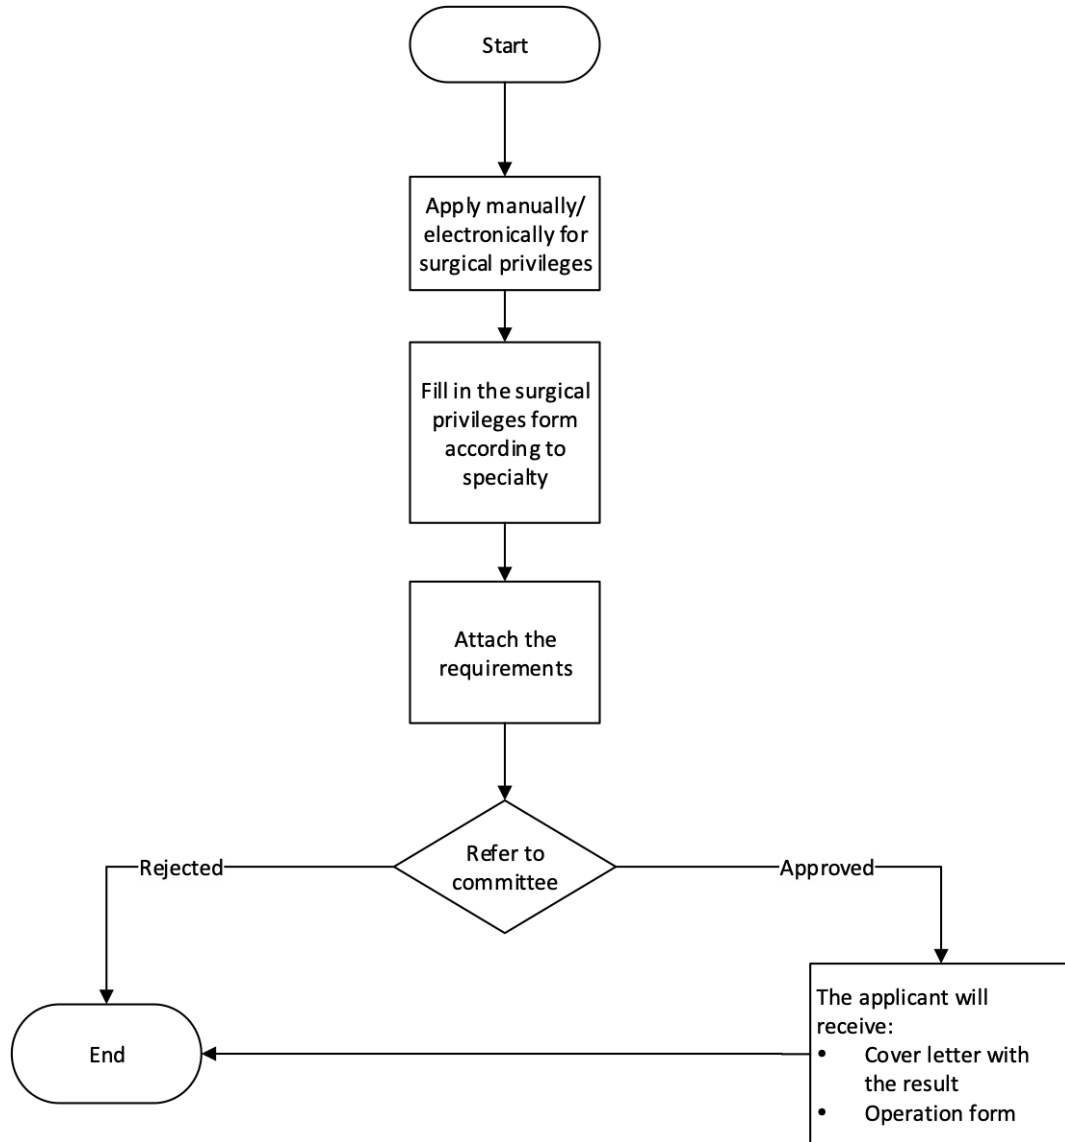 Start
Apply manually/
electronically for
surgical privileges
Fill in the surgical
privileges form
according to
specialty
Attach the
requirements
Refer to
committee
Rejected
Approved
The applicant will
receive:
• Cover letter with
the result
• Operation form
End